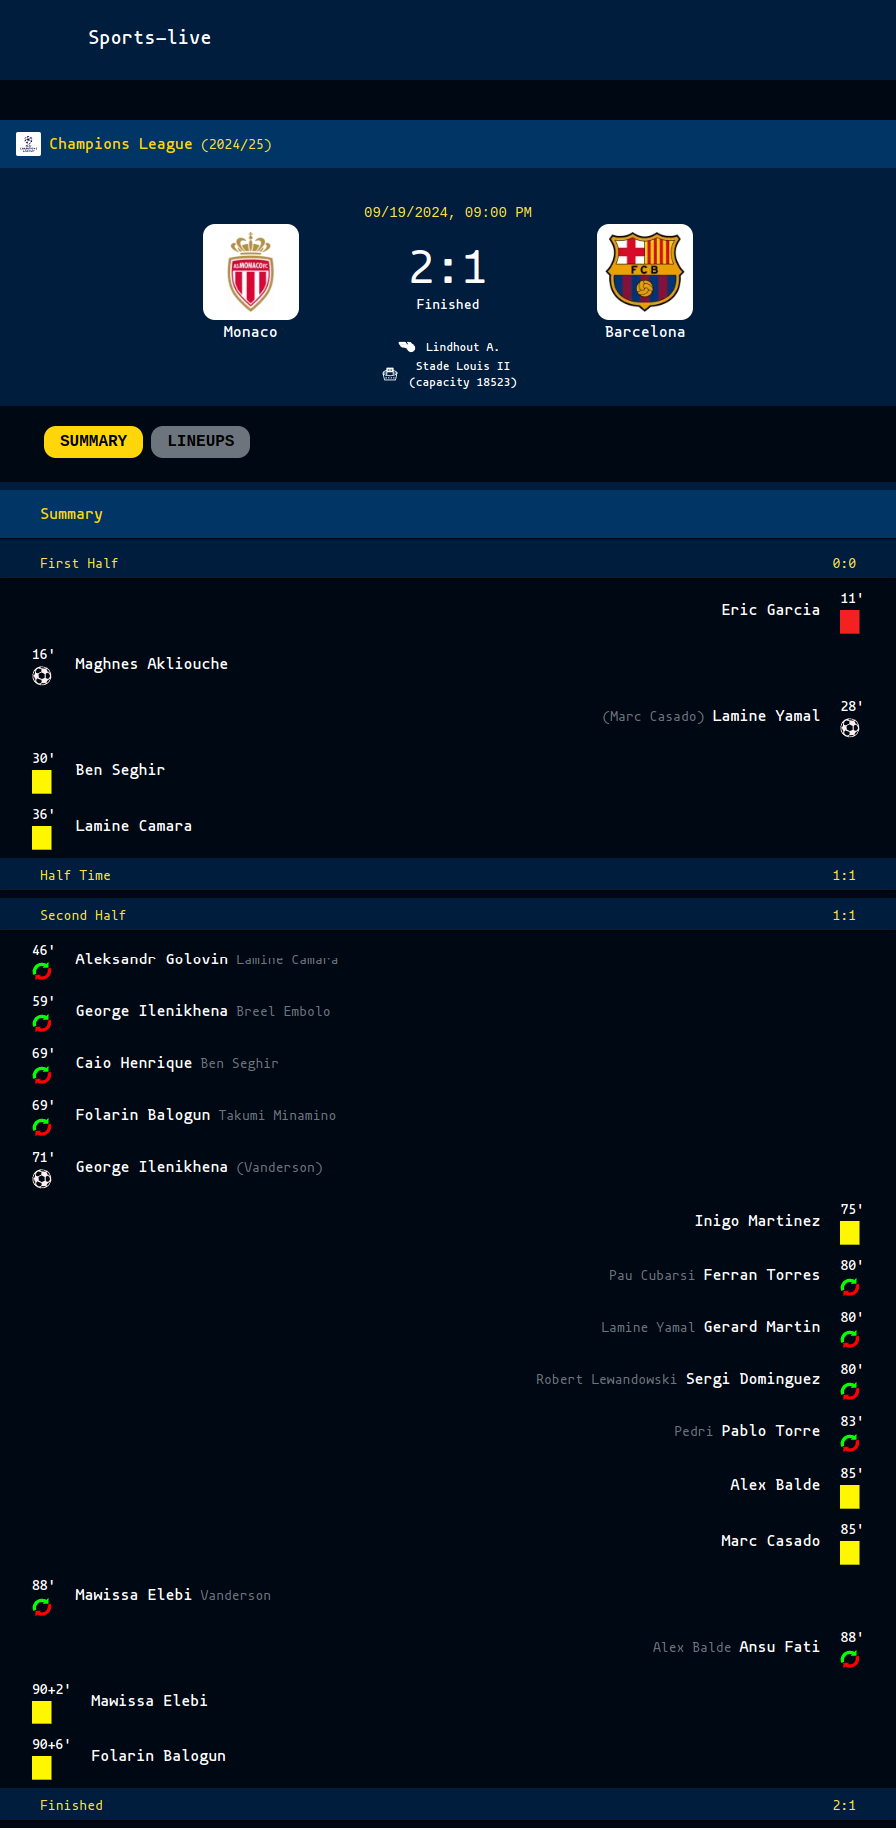 Sports-live
Champions League (2024/25)
09/19/2024, 09:00 PM
2:1
Finished
Monaco
Barcelona
Lindhout A.
Stade Louis II
(capacity 18523)
SUMMARY LINEUPS
Summary
First Half 0:0
Eric Garcia 11'
16' Maghnes Akliouche
(Marc Casado) Lamine Yamal 28'
30' Ben Seghir
36' Lamine Camara
Half Time 1:1
Second Half 1:1
46' Aleksandr Golovin Lamine Camara
59' George Ilenikhena Breel Embolo
69' Caio Henrique Ben Seghir
69' Folarin Balogun Takumi Minamino
71' George Ilenikhena (Vanderson)
Inigo Martinez 75'
Pau Cubarsi Ferran Torres 80'
Lamine Yamal Gerard Martin 80'
Robert Lewandowski Sergi Dominguez 80'
Pedri Pablo Torre 83'
Alex Balde 85'
Marc Casado 85'
88' Mawissa Elebi Vanderson
Alex Balde Ansu Fati 88'
90+2' Mawissa Elebi
90+6' Folarin Balogun
Finished 2:1